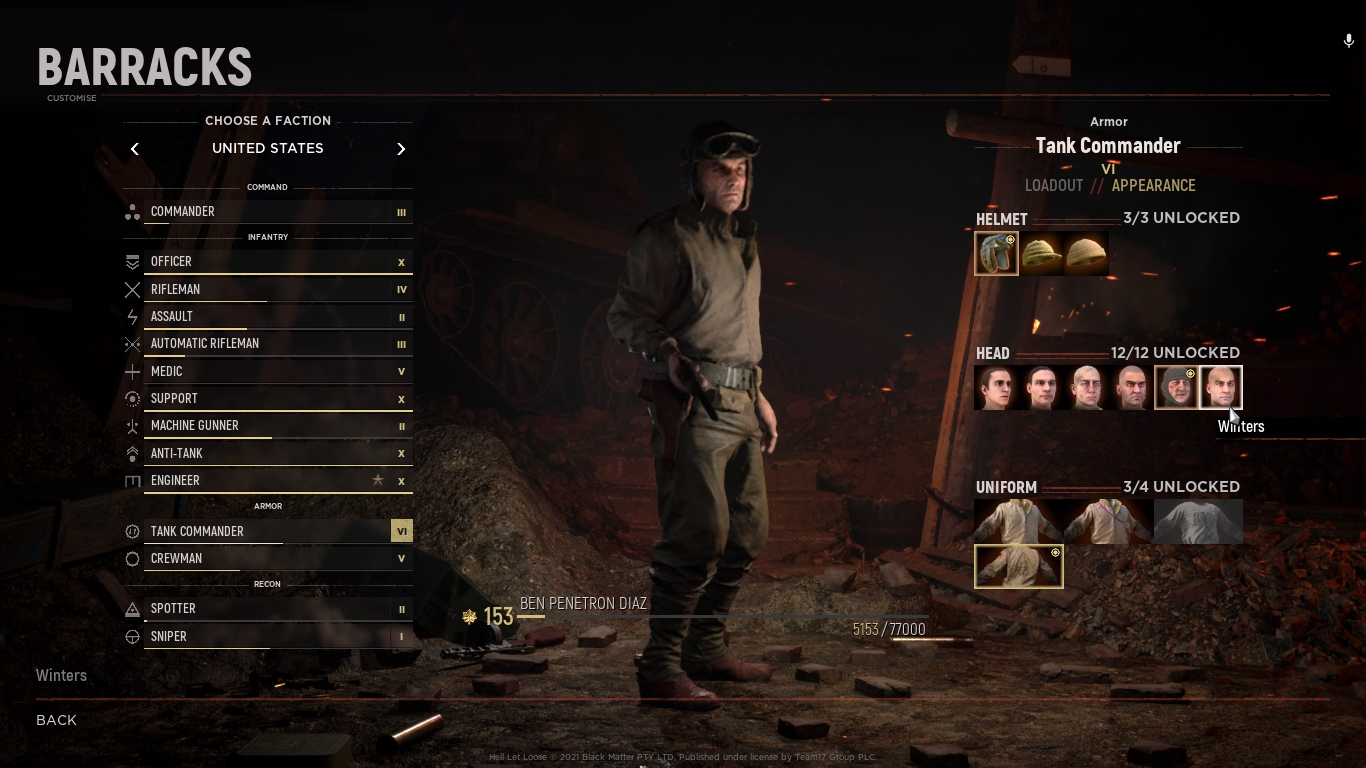 BARRACKS
CUSTOMISE
CHOOSE A FACTION
UNITED STATES
COMMAND
COMMANDER III
INFANTRY
OFFICER X
RIFLEMAN IV
ASSAULT II
AUTOMATIC RIFLEMAN III
MEDIC V
SUPPORT X
MACHINE GUNNER II
ANTI-TANK X
ENGINEER X
ARMOR
TANK COMMANDER VI
CREWMAN V
RECON
SPOTTER II
SNIPER I
153 BEN PENETRON DIAZ
5153/77000
Armor
Tank Commander
VI
LOADOUT // APPEARANCE
HELMET 3/3 UNLOCKED
HEAD 12/12 UNLOCKED
Winters
UNIFORM 3/4 UNLOCKED
Winters
BACK
Hell Let Loose © 2021 Black Matter PTY LTD. Published under license by Team17 Group PLC.